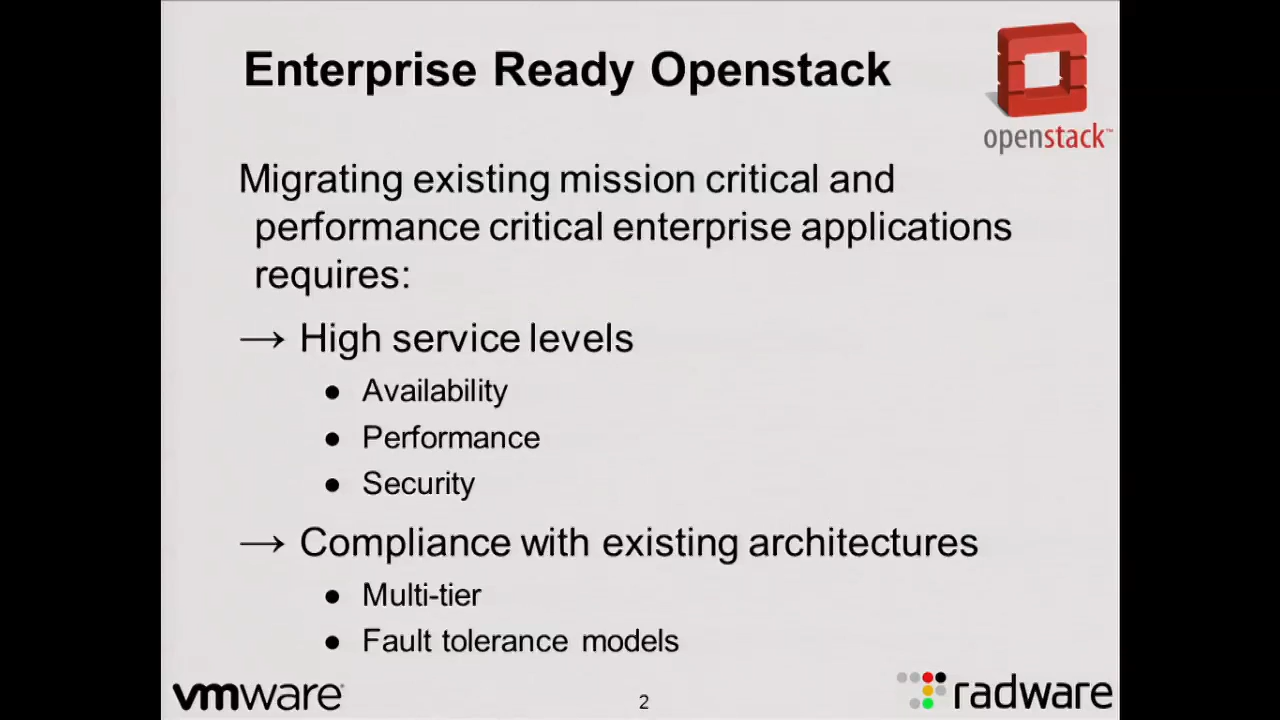 Enterprise Ready Openstack
openstack™
Migrating existing mission critical and
performance critical enterprise applications
requires:
→ High service levels
● Availability
● Performance
● Security
→ Compliance with existing architectures
● Multi-tier
● Fault tolerance models
vmware
2
radware